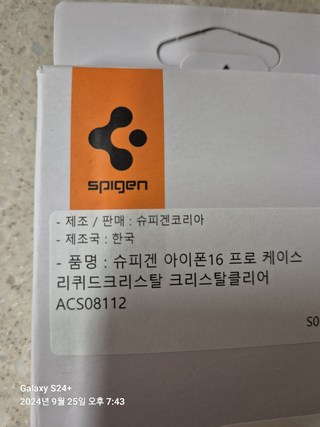 spigen
- 제조 / 판매 : 슈피겐코리아
- 제조국 : 한국
- 품명 : 슈피겐 아이폰16 프로 케이스
리퀴드크리스탈 크리스탈클리어
ACS08112
S0
Galaxy S24+
2024년 9월 25일 오후 7:43